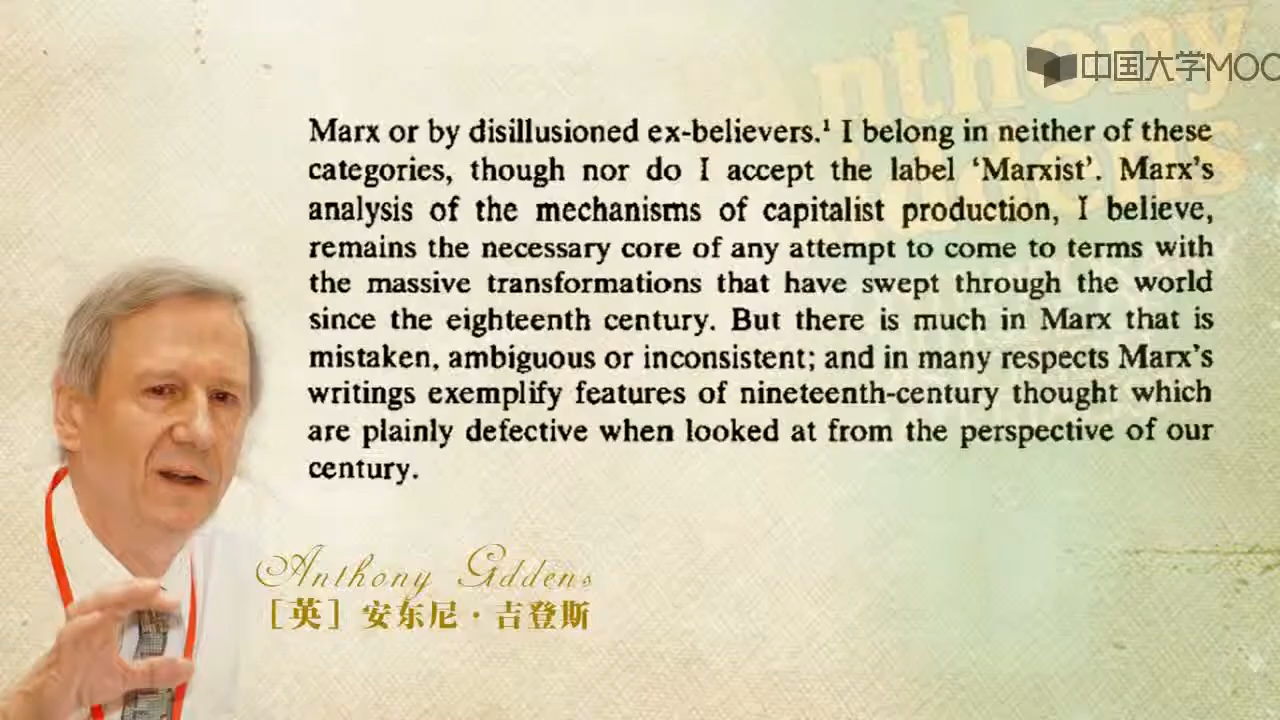 nthony
中国大学MOOC
Marx or by disillusioned ex-believers.¹ I belong in neither of these
categories, though nor do I accept the label ‘Marxist’. Marx’s
analysis of the mechanisms of capitalist production, I believe,
remains the necessary core of any attempt to come to terms with
the massive transformations that have swept through the world
since the eighteenth century. But there is much in Marx that is
mistaken, ambiguous or inconsistent; and in many respects Marx’s
writings exemplify features of nineteenth-century thought which
are plainly defective when looked at from the perspective of our
century.
Anthony Giddens
[英] 安东尼·吉登斯